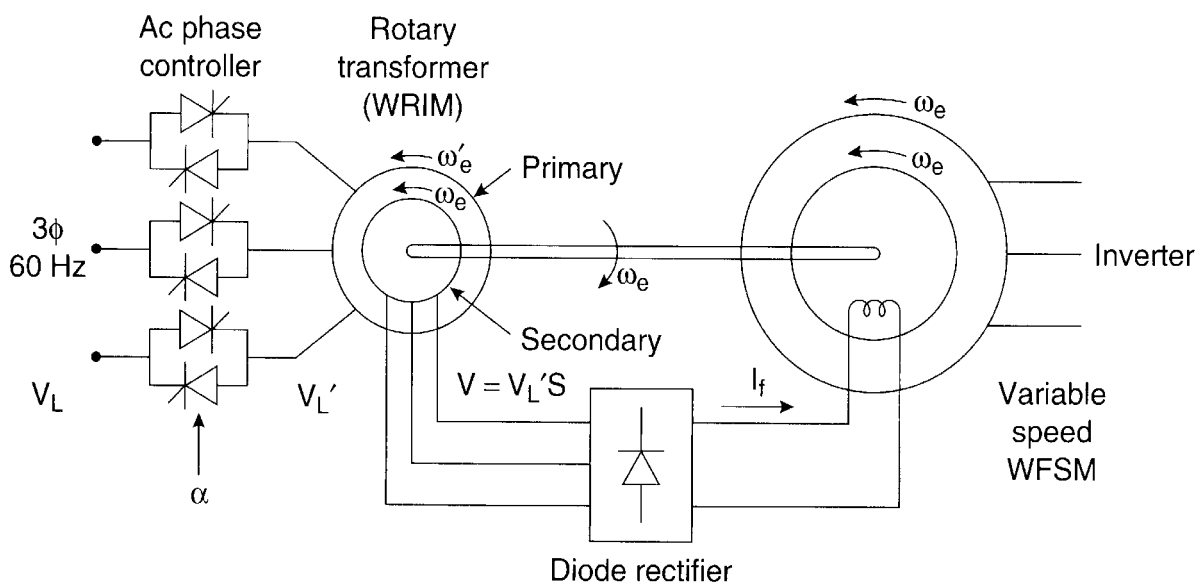 Ac phase
controller
Rotary
transformer
(WRIM)
ωe
ωe
ω'e
Primary
ωe
3ϕ
60 Hz
ωe
Inverter
Secondary
VL
VL'
V = VL'S
If
Variable
speed
WFSM
α
Diode rectifier